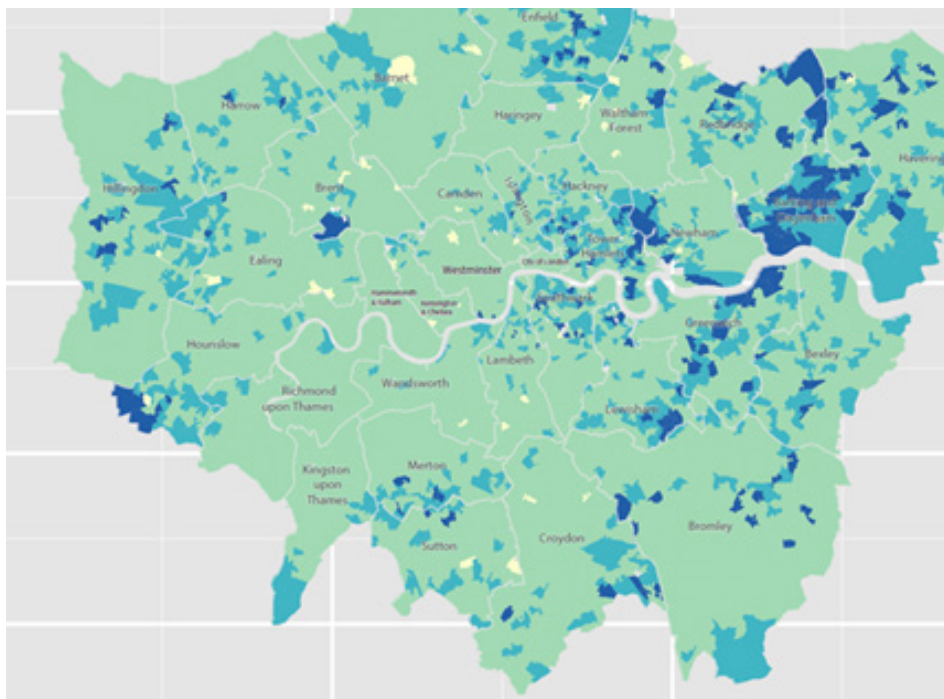 Enfield
Barnet
Harrow
Haringey
Waltham
Forest
Redbridge
Havering
Hillingdon
Brent
Camden
Islington
Hackney
Barking and
Dagenham
Newham
Tower
Hamlets
Ealing
Westminster
City of London
Hammersmith
& Fulham
Kensington
& Chelsea
Southwark
Greenwich
Hounslow
Lambeth
Bexley
Richmond
upon Thames
Wandsworth
Lewisham
Kingston
upon
Thames
Merton
Sutton
Croydon
Bromley